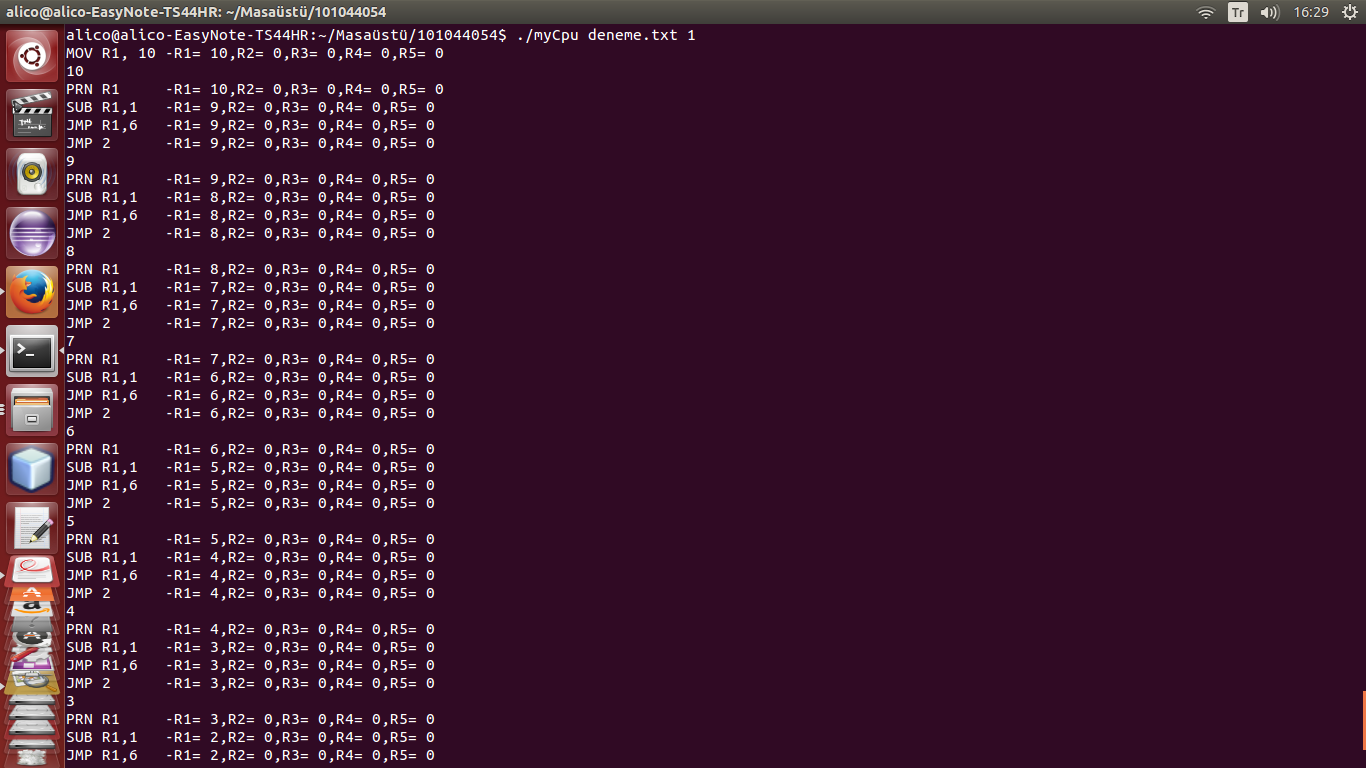 alico@alico-EasyNote-TS44HR: ~/Masaüstü/101044054
Tr
16:29
alico@alico-EasyNote-TS44HR:~/Masaüstü/101044054$ ./myCpu deneme.txt 1
MOV R1, 10 -R1= 10,R2= 0,R3= 0,R4= 0,R5= 0
10
PRN R1     -R1= 10,R2= 0,R3= 0,R4= 0,R5= 0
SUB R1,1   -R1= 9,R2= 0,R3= 0,R4= 0,R5= 0
JMP R1,6   -R1= 9,R2= 0,R3= 0,R4= 0,R5= 0
JMP 2      -R1= 9,R2= 0,R3= 0,R4= 0,R5= 0
9
PRN R1     -R1= 9,R2= 0,R3= 0,R4= 0,R5= 0
SUB R1,1   -R1= 8,R2= 0,R3= 0,R4= 0,R5= 0
JMP R1,6   -R1= 8,R2= 0,R3= 0,R4= 0,R5= 0
JMP 2      -R1= 8,R2= 0,R3= 0,R4= 0,R5= 0
8
PRN R1     -R1= 8,R2= 0,R3= 0,R4= 0,R5= 0
SUB R1,1   -R1= 7,R2= 0,R3= 0,R4= 0,R5= 0
JMP R1,6   -R1= 7,R2= 0,R3= 0,R4= 0,R5= 0
JMP 2      -R1= 7,R2= 0,R3= 0,R4= 0,R5= 0
7
PRN R1     -R1= 7,R2= 0,R3= 0,R4= 0,R5= 0
SUB R1,1   -R1= 6,R2= 0,R3= 0,R4= 0,R5= 0
JMP R1,6   -R1= 6,R2= 0,R3= 0,R4= 0,R5= 0
JMP 2      -R1= 6,R2= 0,R3= 0,R4= 0,R5= 0
6
PRN R1     -R1= 6,R2= 0,R3= 0,R4= 0,R5= 0
SUB R1,1   -R1= 5,R2= 0,R3= 0,R4= 0,R5= 0
JMP R1,6   -R1= 5,R2= 0,R3= 0,R4= 0,R5= 0
JMP 2      -R1= 5,R2= 0,R3= 0,R4= 0,R5= 0
5
PRN R1     -R1= 5,R2= 0,R3= 0,R4= 0,R5= 0
SUB R1,1   -R1= 4,R2= 0,R3= 0,R4= 0,R5= 0
JMP R1,6   -R1= 4,R2= 0,R3= 0,R4= 0,R5= 0
JMP 2      -R1= 4,R2= 0,R3= 0,R4= 0,R5= 0
4
PRN R1     -R1= 4,R2= 0,R3= 0,R4= 0,R5= 0
SUB R1,1   -R1= 3,R2= 0,R3= 0,R4= 0,R5= 0
JMP R1,6   -R1= 3,R2= 0,R3= 0,R4= 0,R5= 0
JMP 2      -R1= 3,R2= 0,R3= 0,R4= 0,R5= 0
3
PRN R1     -R1= 3,R2= 0,R3= 0,R4= 0,R5= 0
SUB R1,1   -R1= 2,R2= 0,R3= 0,R4= 0,R5= 0
JMP R1,6   -R1= 2,R2= 0,R3= 0,R4= 0,R5= 0